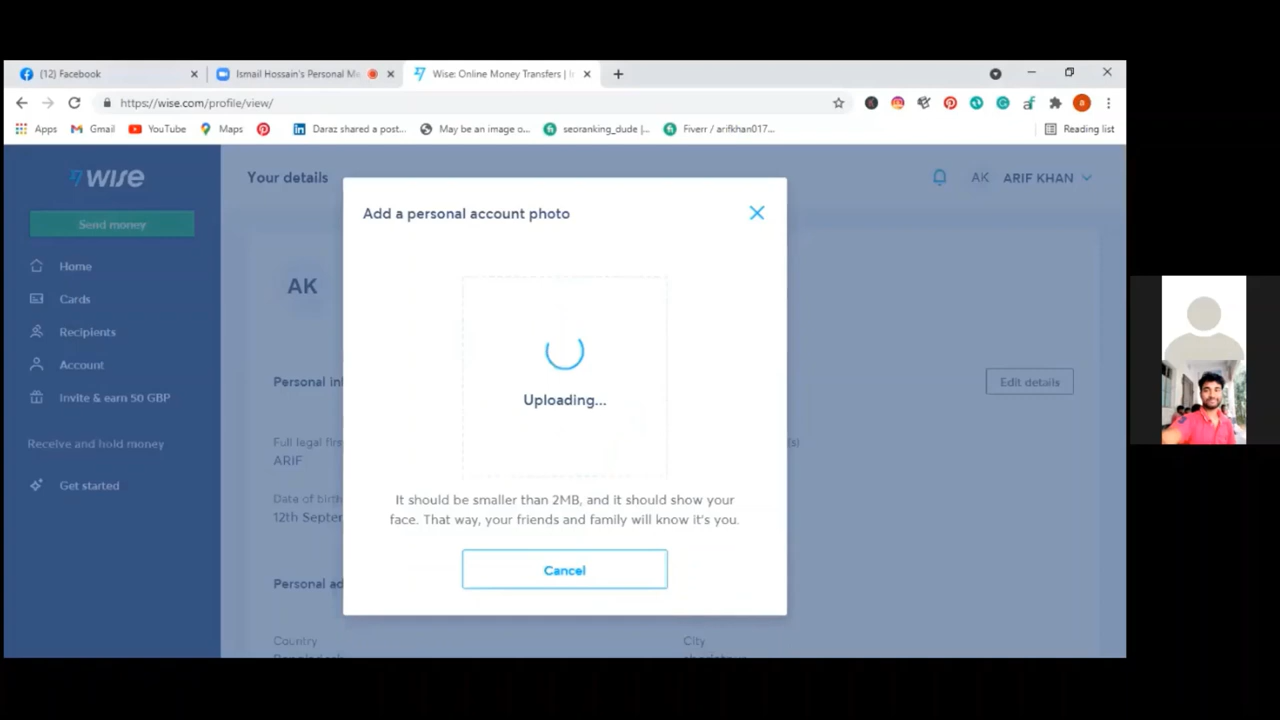 (12) Facebook
Ismail Hossain's Personal Me
Wise: Online Money Transfers | In
https://wise.com/profile/view/
Apps
Gmail
YouTube
Maps
Daraz shared a post...
May be an image o...
seoranking_dude |...
Fiverr / arifkhan017...
Reading list
WISE
Your details
AK
ARIF KHAN
Send money
Add a personal account photo
Home
Cards
Recipients
Account
Invite & earn 50 GBP
Receive and hold money
Get started
AK
Uploading...
Personal in
Edit details
Full legal firs
(s)
ARIF
Date of birth
12th Septer
It should be smaller than 2MB, and it should show your
face. That way, your friends and family will know it's you.
Cancel
Personal ad
Country
City